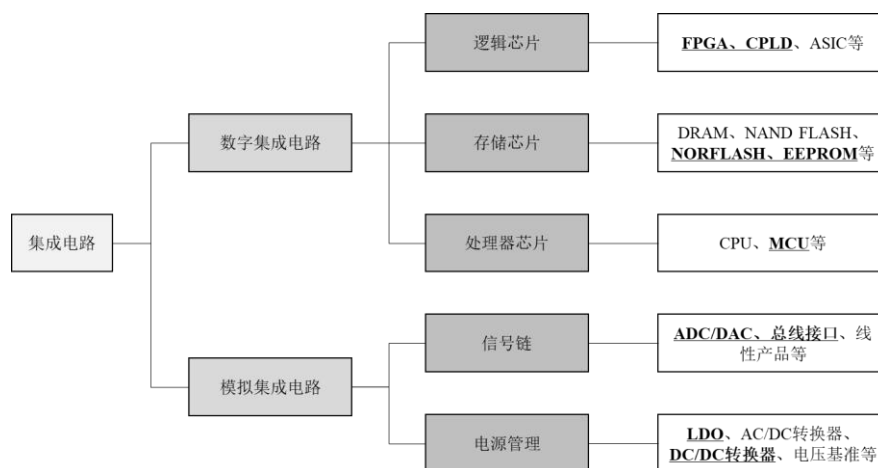 逻辑芯片
FPGA、CPLD、ASIC等
数字集成电路
存储芯片
DRAM、NAND FLASH、
NORFLASH、EEPROM等
处理器芯片
CPU、MCU等
集成电路
信号链
ADC/DAC、总线接口、线
性产品等
模拟集成电路
电源管理
LDO、AC/DC转换器、
DC/DC转换器、电压基准等